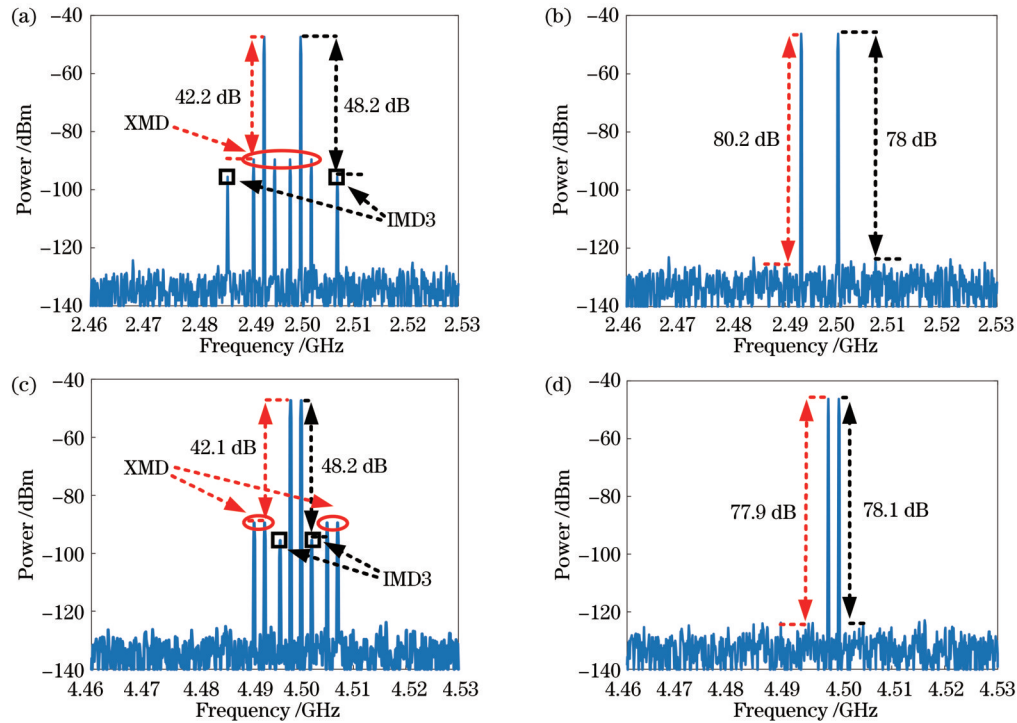 (a)
−40
−60
−80
−100
−120
−140
Power /dBm
42.2 dB
48.2 dB
XMD
IMD3
2.46 2.47 2.48 2.49 2.50 2.51 2.52 2.53
Frequency /GHz
(b)
−40
−60
−80
−100
−120
−140
Power /dBm
80.2 dB
78 dB
2.46 2.47 2.48 2.49 2.50 2.51 2.52 2.53
Frequency /GHz
(c)
−40
−60
−80
−100
−120
−140
Power /dBm
42.1 dB
48.2 dB
XMD
IMD3
4.46 4.47 4.48 4.49 4.50 4.51 4.52 4.53
Frequency /GHz
(d)
−40
−60
−80
−100
−120
−140
Power /dBm
77.9 dB
78.1 dB
4.46 4.47 4.48 4.49 4.50 4.51 4.52 4.53
Frequency /GHz